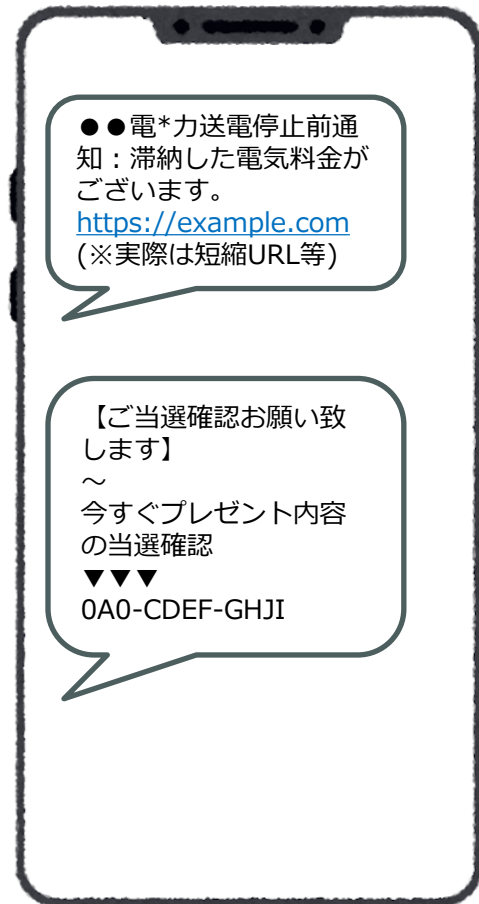 ●●電*力送電停止前通
知：滞納した電気料金が
ございます。
https://example.com
(※実際は短縮URL等)
【ご当選確認お願い致
します】
～
今すぐプレゼント内容
の当選確認
▼▼▼
0A0-CDEF-GHJI